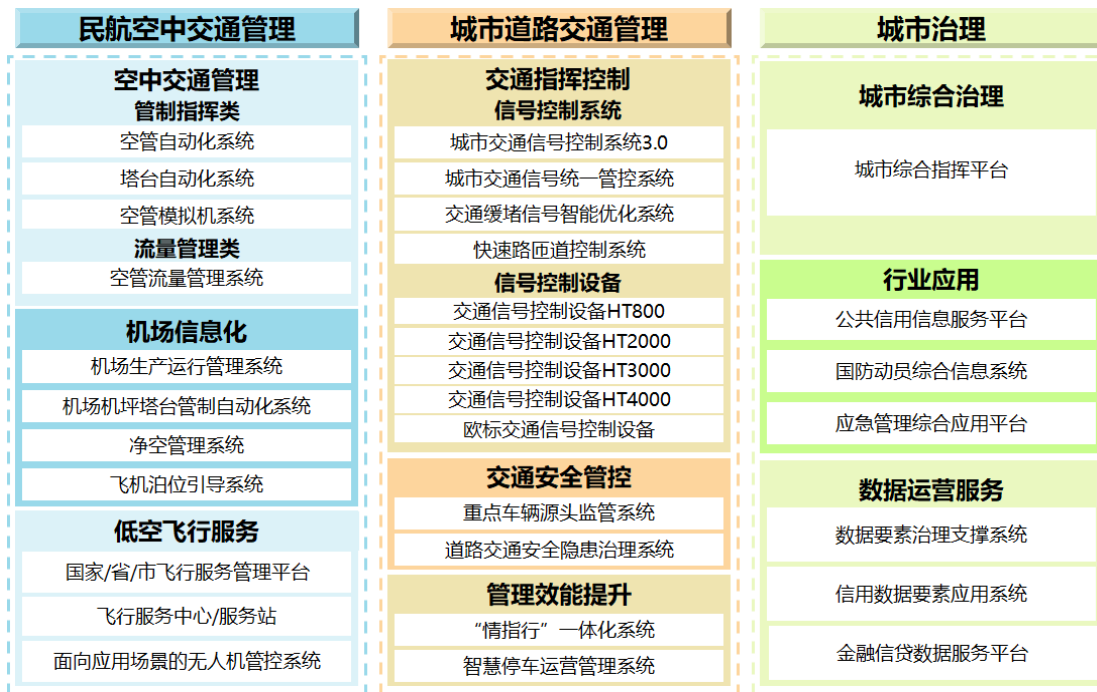 民航空中交通管理
空中交通管理
管制指挥类
空管自动化系统
塔台自动化系统
空管模拟机系统
流量管理类
空管流量管理系统
机场信息化
机场生产运行管理系统
机场机坪塔台管制自动化系统
净空管理系统
飞机泊位引导系统
低空飞行服务
国家/省/市飞行服务管理平台
飞行服务中心/服务站
面向应用场景的无人机管控系统
城市道路交通管理
交通指挥控制
信号控制系统
城市交通信号控制系统3.0
城市交通信号统一管控系统
交通缓堵信号智能优化系统
快速路匝道控制系统
信号控制设备
交通信号控制设备HT800
交通信号控制设备HT2000
交通信号控制设备HT3000
交通信号控制设备HT4000
欧标交通信号控制设备
交通安全管控
重点车辆源头监管系统
道路交通安全隐患治理系统
管理效能提升
“情指行”一体化系统
智慧停车运营管理系统
城市治理
城市综合治理
城市综合指挥平台
行业应用
公共信用信息服务平台
国防动员综合信息系统
应急管理综合应用平台
数据运营服务
数据要素治理支撑系统
信用数据要素应用系统
金融信贷数据服务平台